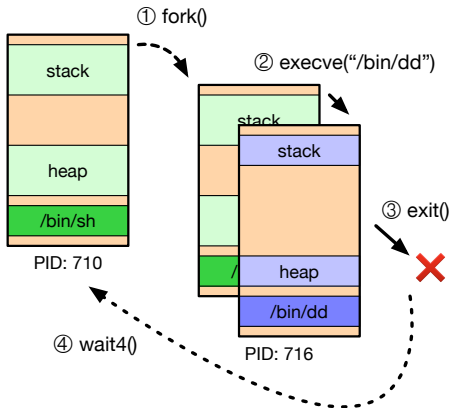 ① fork()
stack
② execve(“/bin/dd”)
stack
stack
heap
③ exit()
/bin/sh
/
heap
PID: 710
/bin/dd
④ wait4()
PID: 716